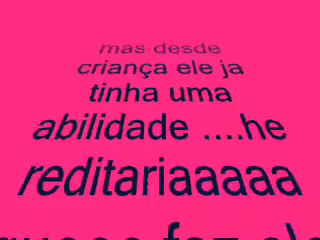 mas desde
criança ele ja
tinha uma
abilidade ....he
reditariaaaaa